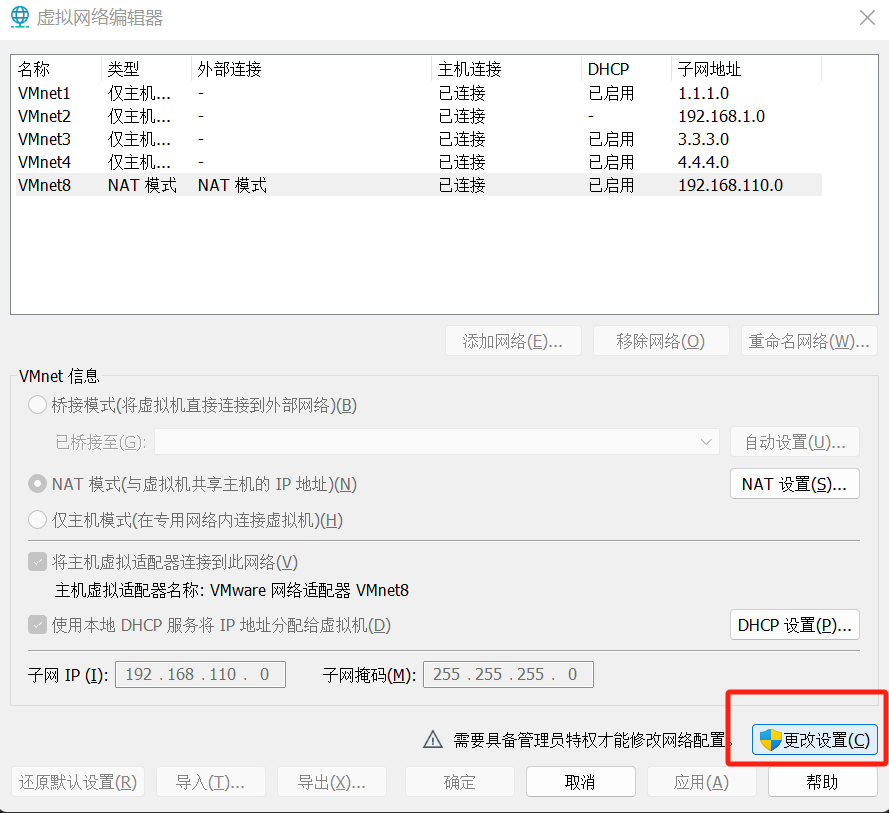 虚拟网络编辑器
名称 类型 外部连接 主机连接 DHCP 子网地址
VMnet1 仅主机... - 已连接 已启用 1.1.1.0
VMnet2 仅主机... - 已连接 - 192.168.1.0
VMnet3 仅主机... - 已连接 已启用 3.3.3.0
VMnet4 仅主机... - 已连接 已启用 4.4.4.0
VMnet8 NAT 模式 NAT 模式 已连接 已启用 192.168.110.0
添加网络(E)... 移除网络(O) 重命名网络(W)...
VMnet 信息
桥接模式(将虚拟机直接连接到外部网络)(B)
已桥接至(G): 自动设置(U)...
NAT 模式(与虚拟机共享主机的 IP 地址)(N) NAT 设置(S)...
仅主机模式(在专用网络内连接虚拟机)(H)
将主机虚拟适配器连接到此网络(V)
主机虚拟适配器名称: VMware 网络适配器 VMnet8
使用本地 DHCP 服务将 IP 地址分配给虚拟机(D) DHCP 设置(P)...
子网 IP (I): 192 . 168 . 110 . 0 子网掩码(M): 255 . 255 . 255 . 0
需要具备管理员特权才能修改网络配置。 更改设置(C)
还原默认设置(R) 导入(T)... 导出(X)... 确定 取消 应用(A) 帮助